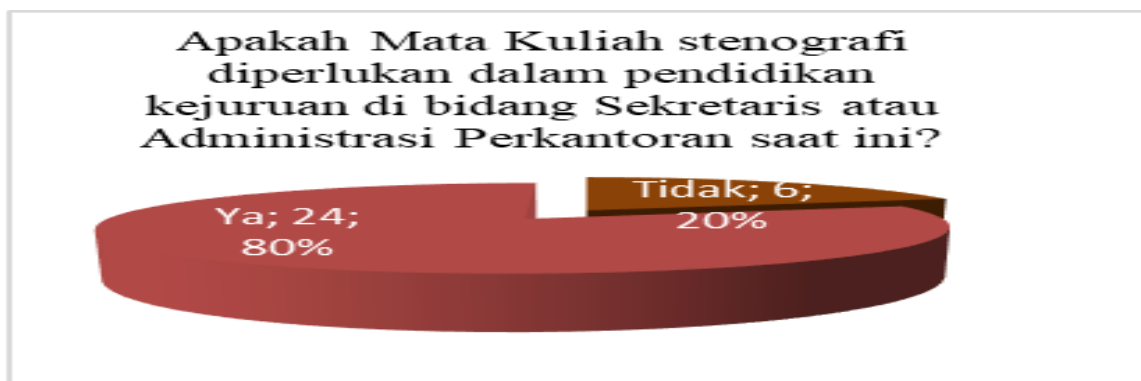 Apakah Mata Kuliah stenografi
diperlukan dalam pendidikan
kejuruan di bidang Sekretaris atau
Administrasi Perkantoran saat ini?
Tidak; 6;
20%
Ya; 24;
80%